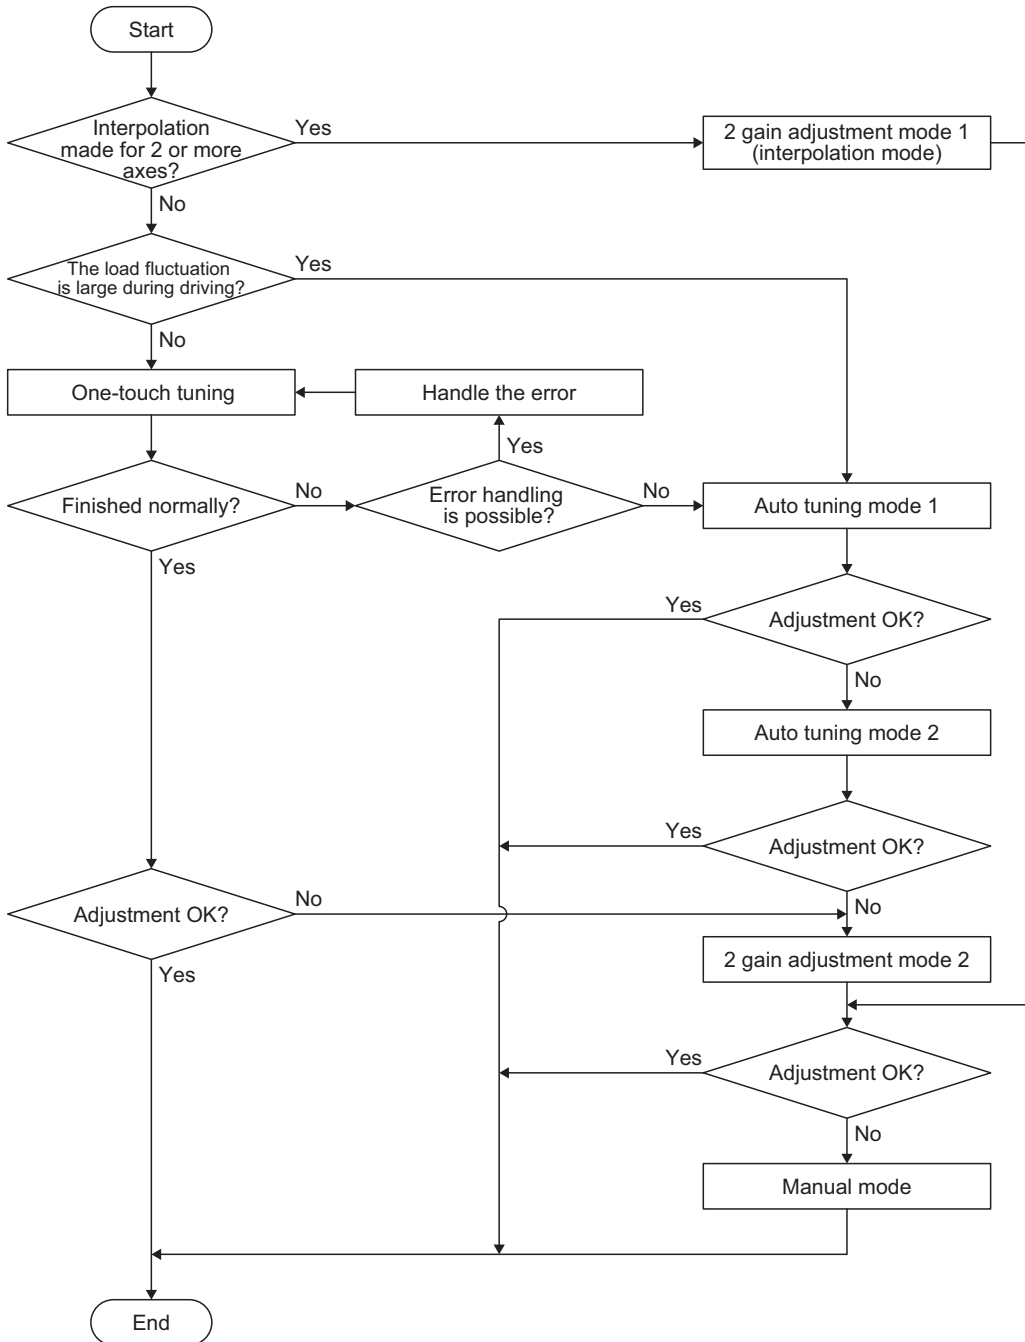 Start
Interpolation
made for 2 or more
axes?
Yes
2 gain adjustment mode 1
(interpolation mode)
No
The load fluctuation
is large during driving?
Yes
No
One-touch tuning
Handle the error
Yes
Finished normally?
No
Error handling
is possible?
No
Auto tuning mode 1
Yes
Yes
Adjustment OK?
No
Auto tuning mode 2
Yes
Adjustment OK?
No
Adjustment OK?
No
Yes
2 gain adjustment mode 2
Yes
Adjustment OK?
No
Manual mode
End